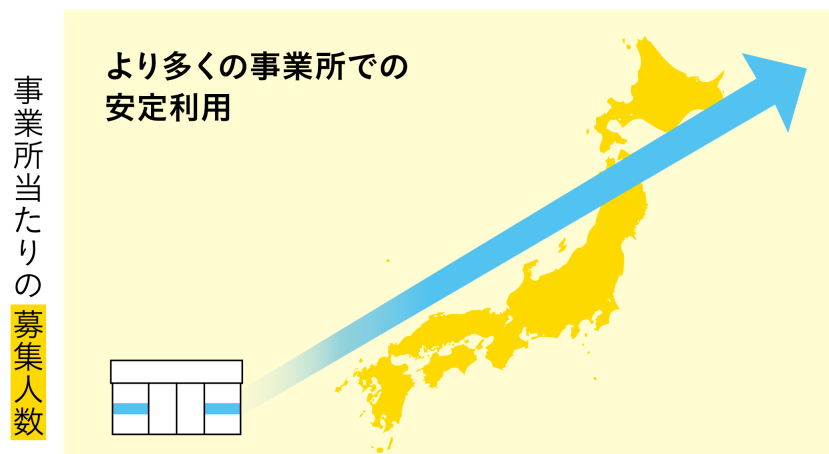 より多くの事業所での
安定利用
事業所当たりの募集人数